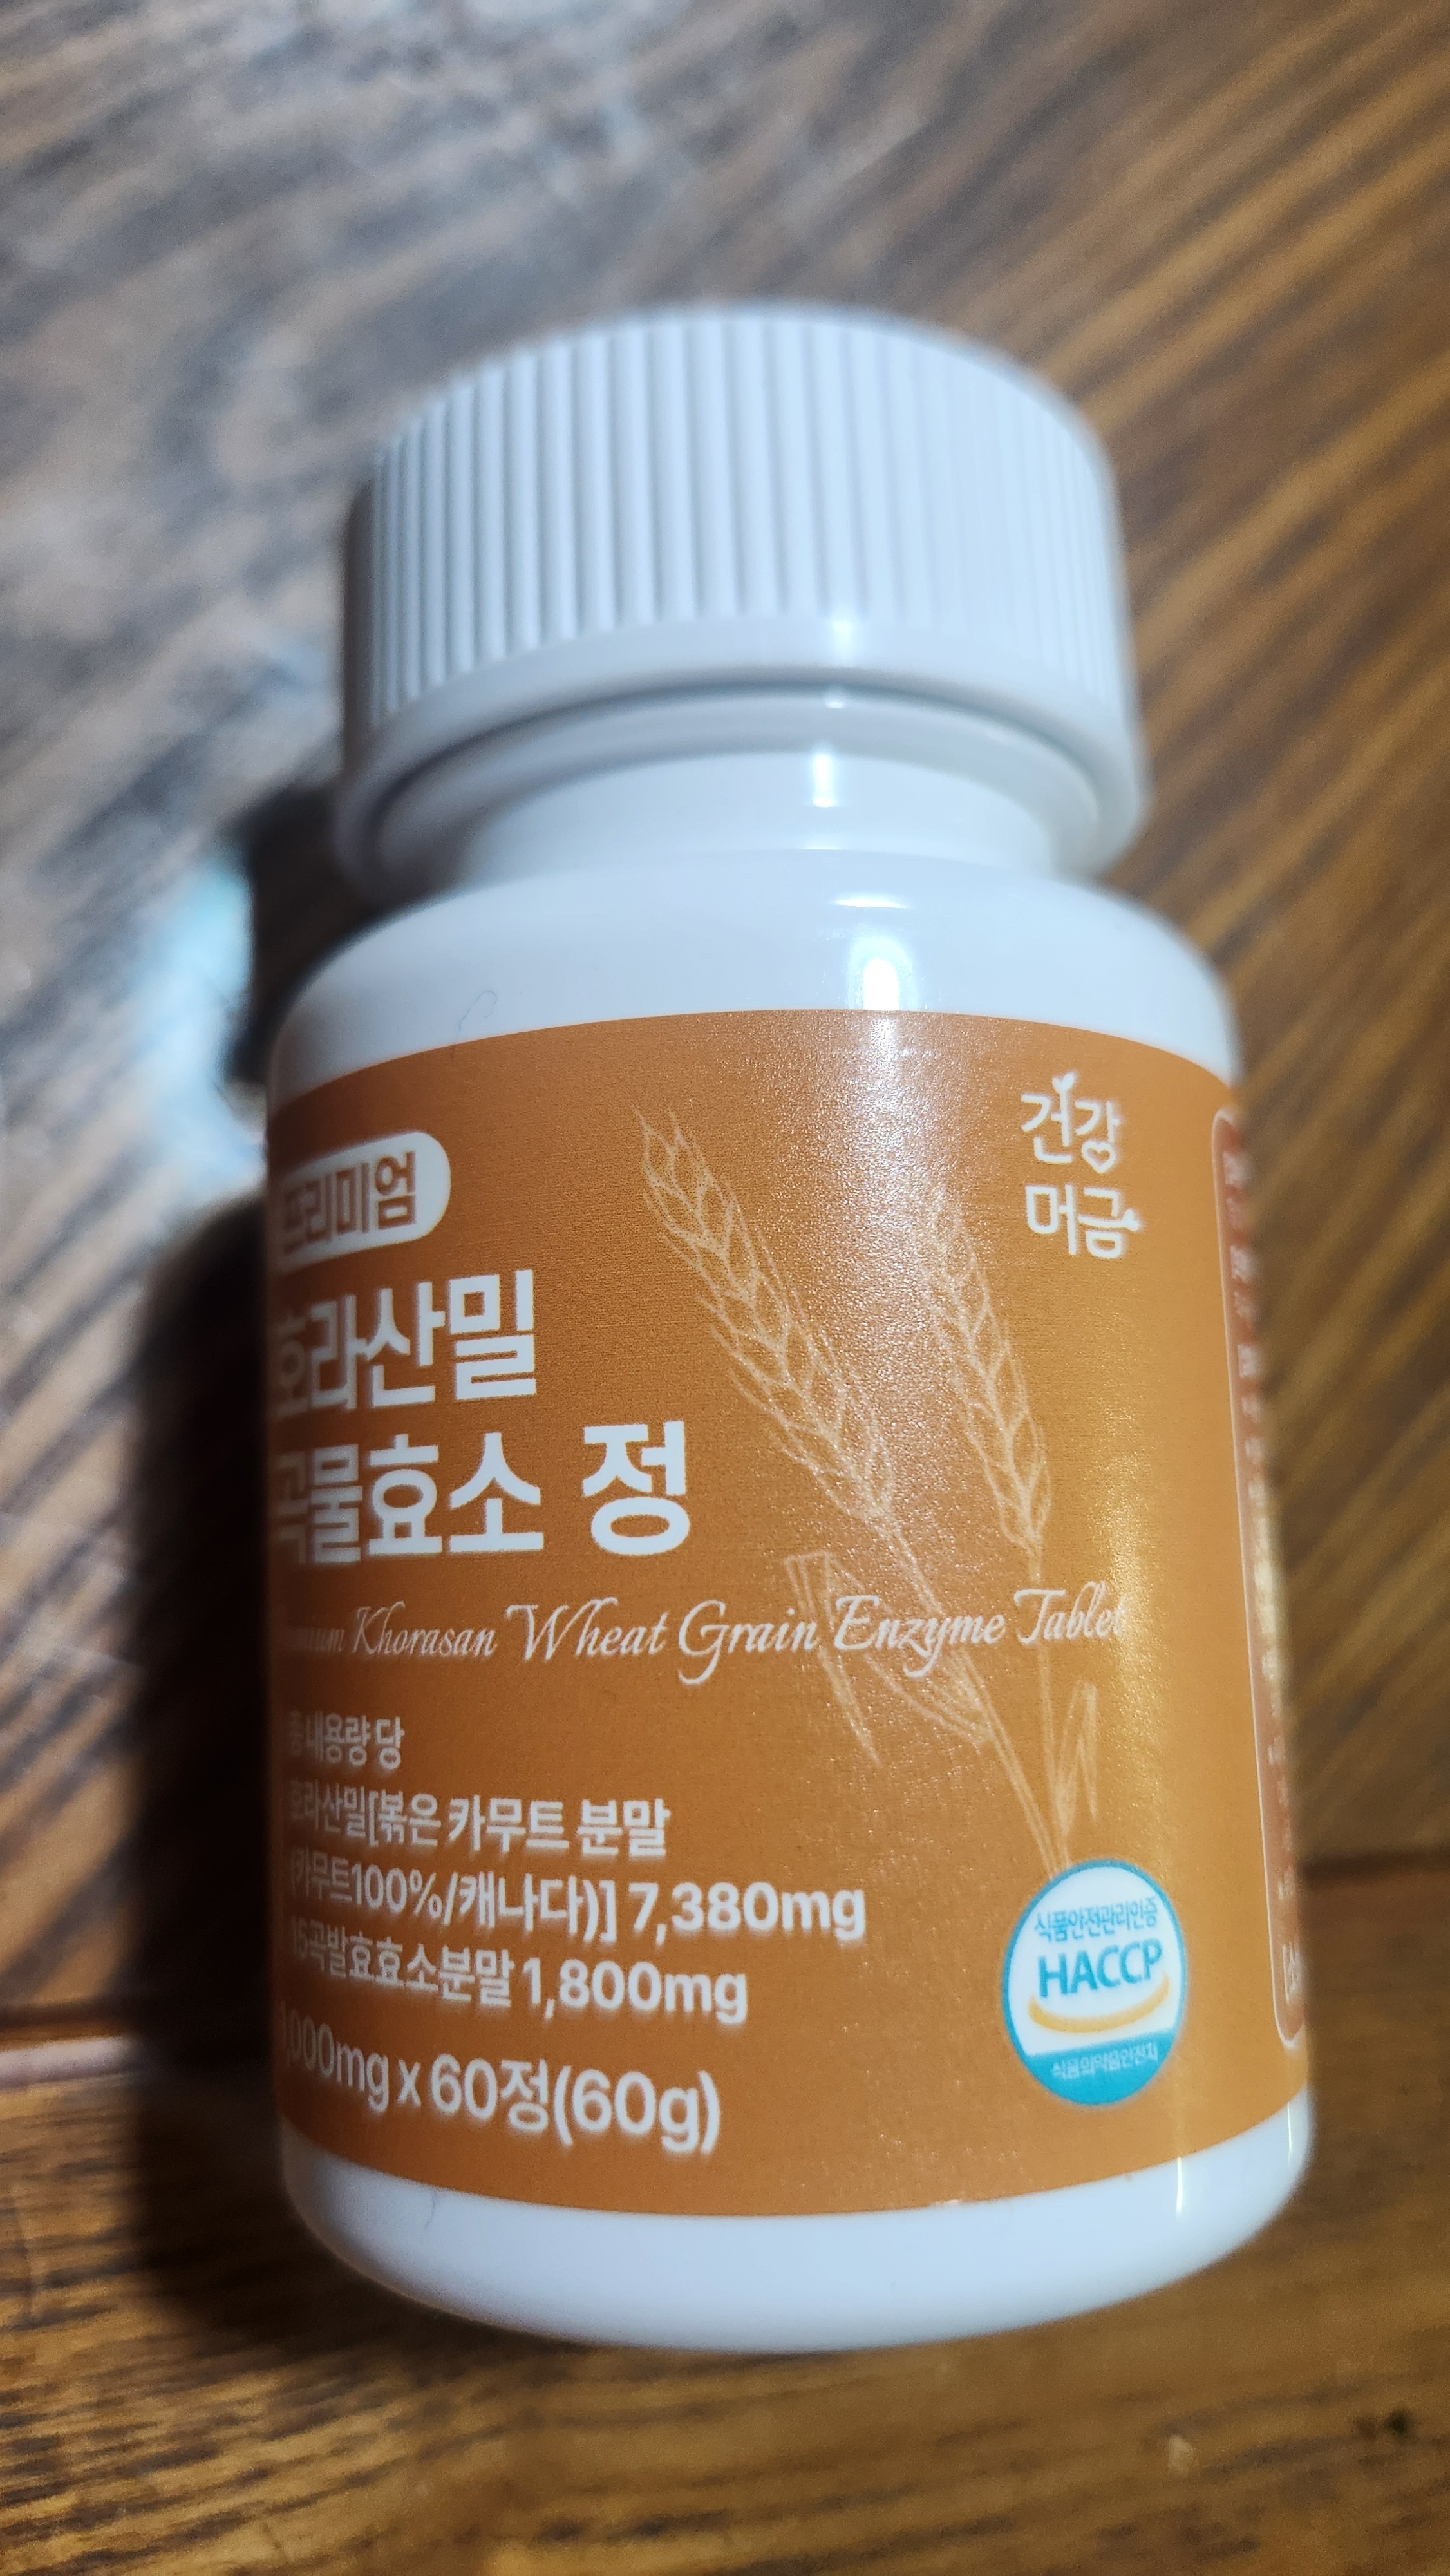 건강
머금
프리미엄
호라산밀
곡물효소 정
Khorasan Wheat Grain Enzyme Tablet
총 내용량 당
호라산밀[볶은 카무트 분말
(카무트100%/캐나다)] 7,380mg
15곡발효효소분말 1,800mg
1,000mg x 60정(60g)
식품안전관리인증
HACCP
식품의약품안전처